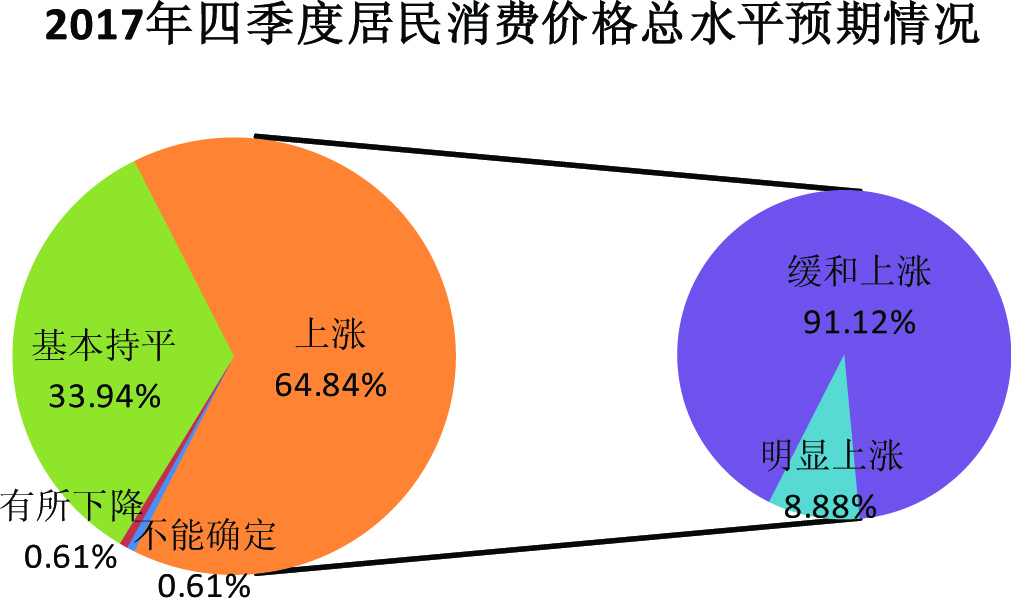 2017年四季度居民消费价格总水平预期情况
缓和上涨
91.12%
上涨
64.84%
基本持平
33.94%
明显上涨
8.88%
有所下降
0.61%
不能确定
0.61%